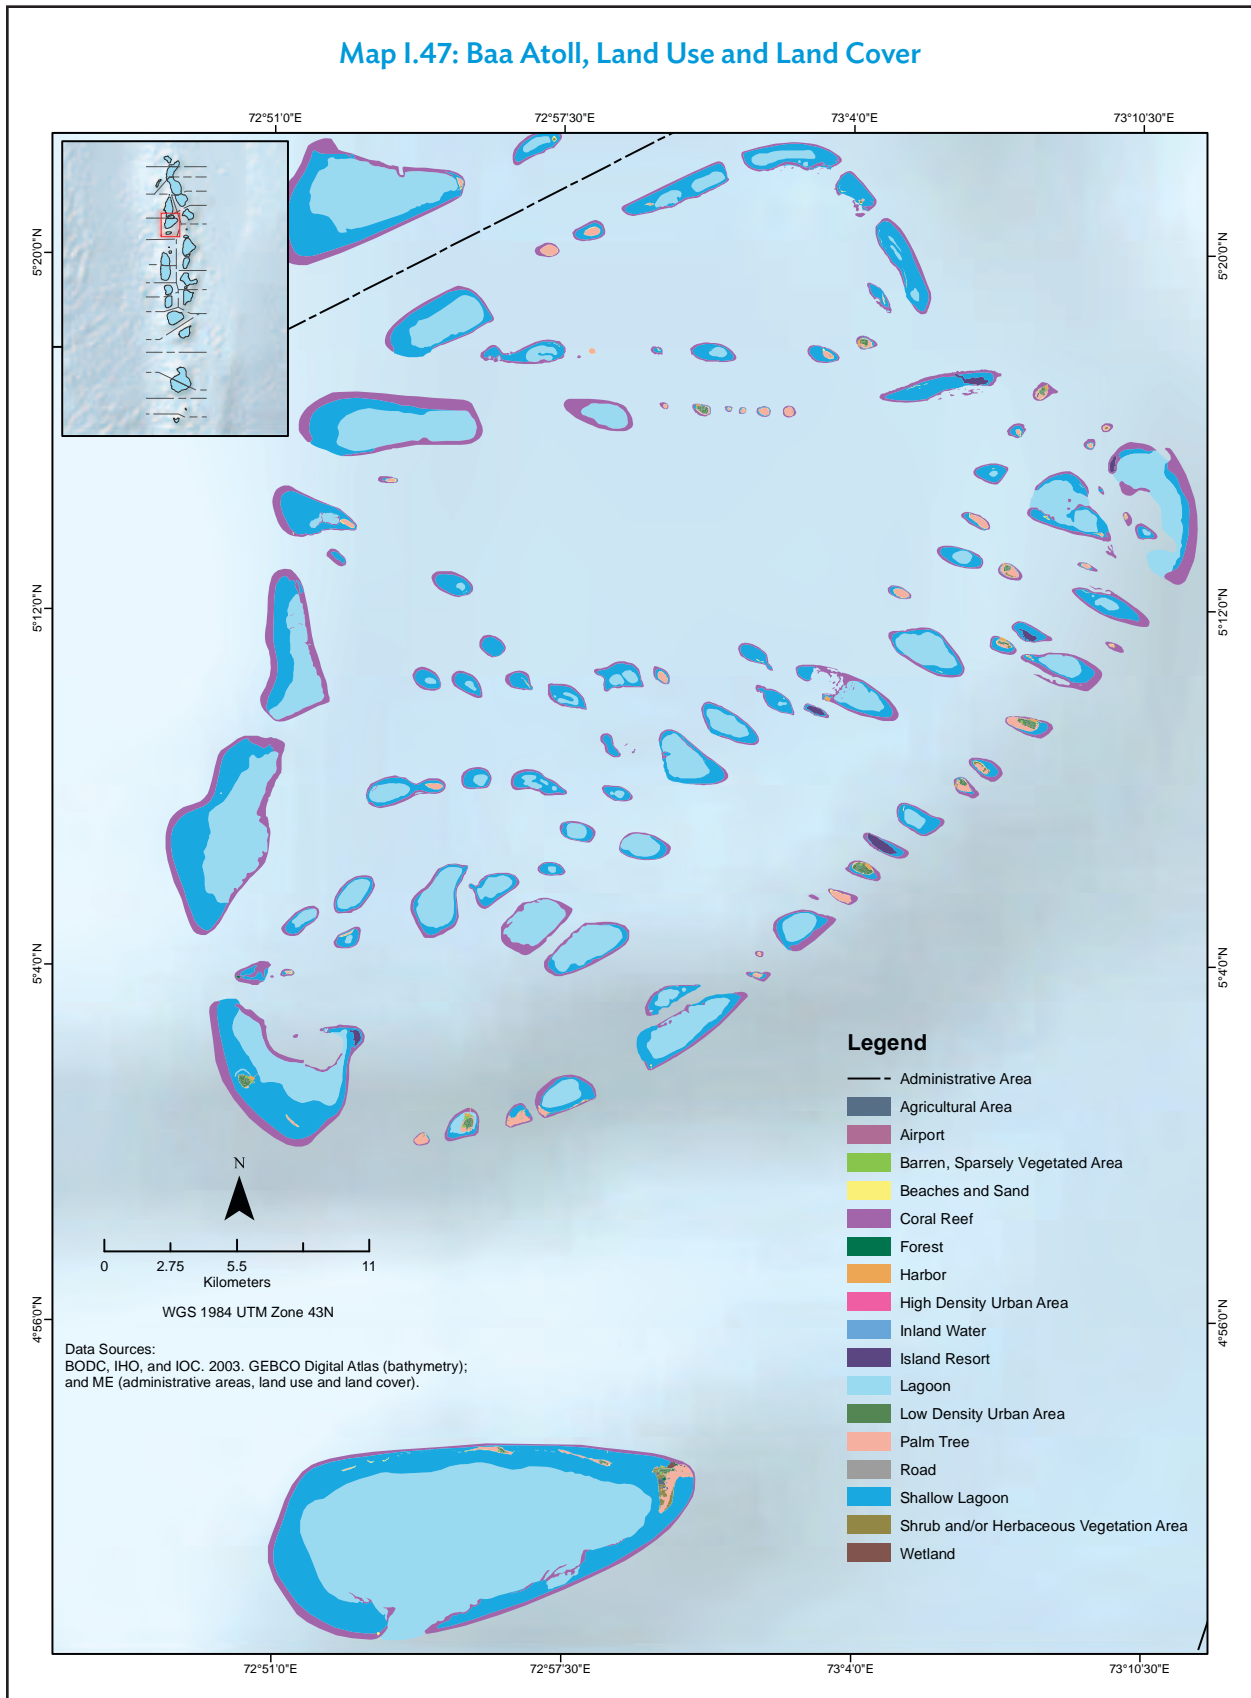 Map I.47: Baa Atoll, Land Use and Land Cover
72°51'0"E
72°57'30"E
73°4'0"E
73°10'30"E
5°20'0"N
5°20'0"N
5°12'0"N
5°12'0"N
5°4'0"N
5°4'0"N
4°56'0"N
4°56'0"N
Legend
Administrative Area
Agricultural Area
Airport
Barren, Sparsely Vegetated Area
Beaches and Sand
Coral Reef
Forest
Harbor
High Density Urban Area
Inland Water
Island Resort
Lagoon
Low Density Urban Area
Palm Tree
Road
Shallow Lagoon
Shrub and/or Herbaceous Vegetation Area
Wetland
N
0 2.75 5.5 11
Kilometers
WGS 1984 UTM Zone 43N
Data Sources:
BODC, IHO, and IOC. 2003. GEBCO Digital Atlas (bathymetry);
and ME (administrative areas, land use and land cover).
72°51'0"E
72°57'30"E
73°4'0"E
73°10'30"E